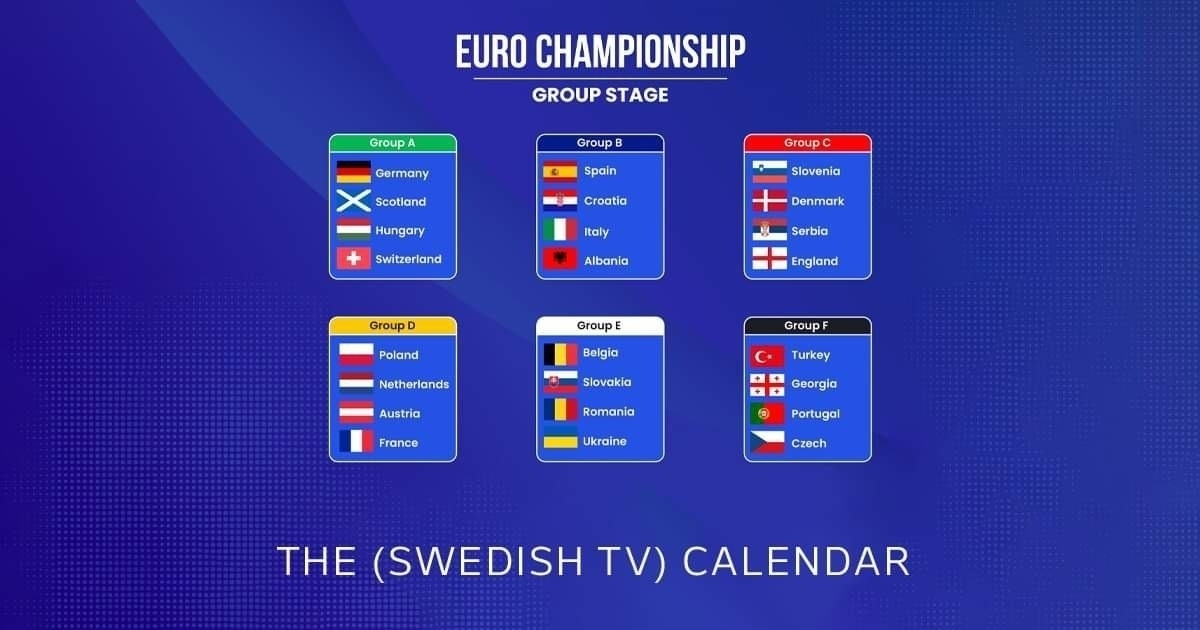 EURO CHAMPIONSHIP
GROUP STAGE
Group A
Germany
Scotland
Hungary
Switzerland
Group B
Spain
Croatia
Italy
Albania
Group C
Slovenia
Denmark
Serbia
England
Group D
Poland
Netherlands
Austria
France
Group E
Belgia
Slovakia
Romania
Ukraine
Group F
Turkey
Georgia
Portugal
Czech
THE (SWEDISH TV) CALENDAR